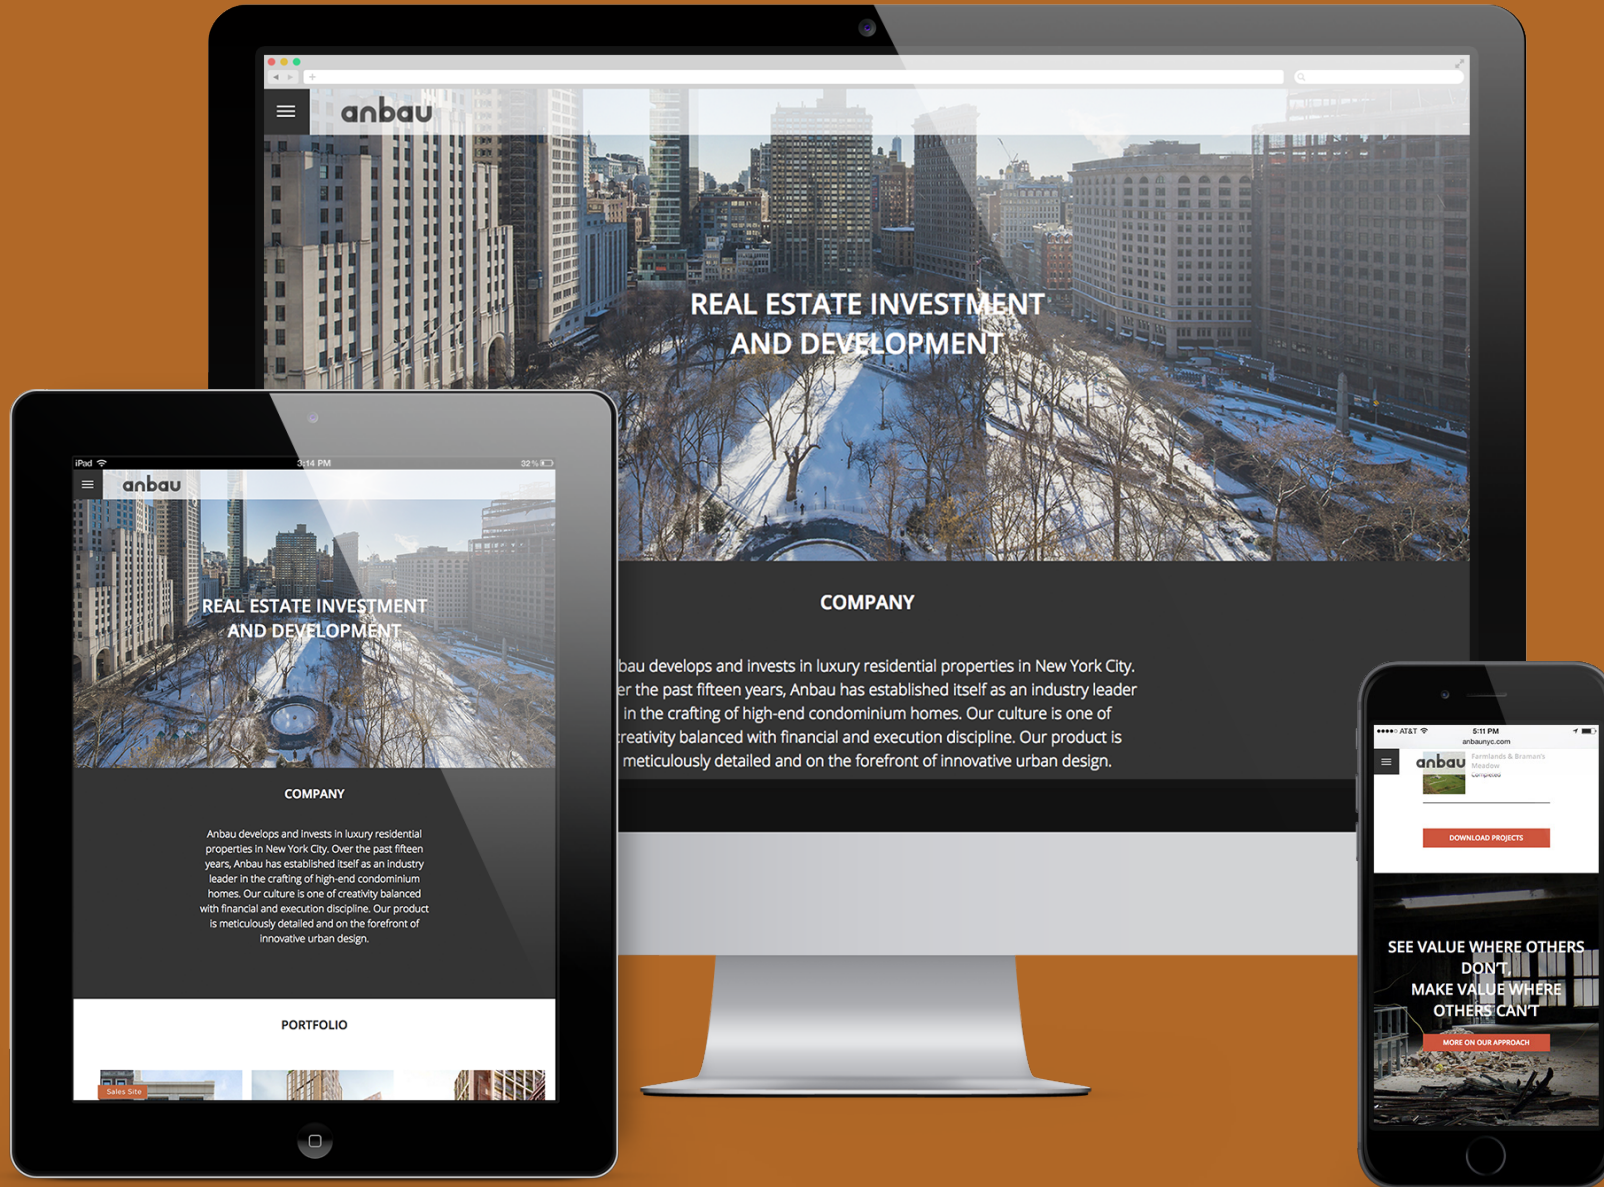 anbau
REAL ESTATE INVESTMENT
AND DEVELOPMENT
COMPANY
bau develops and invests in luxury residential properties in New York City.
er the past fifteen years, Anbau has established itself as an industry leader
in the crafting of high-end condominium homes. Our culture is one of
creativity balanced with financial and execution discipline. Our product is
meticulously detailed and on the forefront of innovative urban design.
iPad
3:14 PM
32%
anbau
REAL ESTATE INVESTMENT
AND DEVELOPMENT
COMPANY
Anbau develops and invests in luxury residential
properties in New York City. Over the past fifteen
years, Anbau has established itself as an industry
leader in the crafting of high-end condominium
homes. Our culture is one of creativity balanced
with financial and execution discipline. Our product
is meticulously detailed and on the forefront of
innovative urban design.
PORTFOLIO
Sales Site
AT&T
5:11 PM
anbaunyc.com
anbau
Farmlands & Braman's
Meadow
Completed
DOWNLOAD PROJECTS
SEE VALUE WHERE OTHERS
DON'T,
MAKE VALUE WHERE
OTHERS CAN'T
MORE ON OUR APPROACH